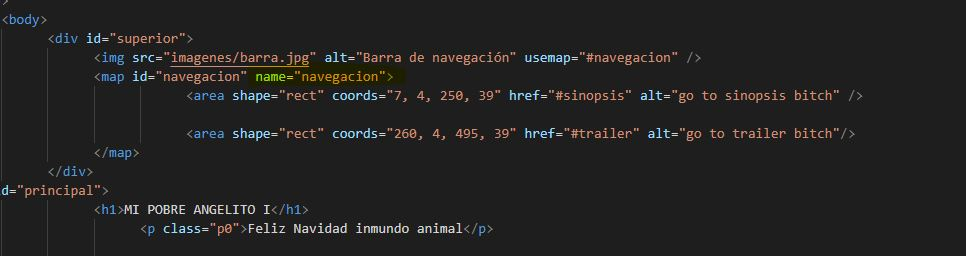 >
<body>
<div id="superior">
<img src="imagenes/barra.jpg" alt="Barra de navegación" usemap="#navegacion" />
<map id="navegacion" name="navegacion">
<area shape="rect" coords="7, 4, 250, 39" href="#sinopsis" alt="go to sinopsis bitch" />
<area shape="rect" coords="260, 4, 495, 39" href="#trailer" alt="go to trailer bitch"/>
</map>
</div>
d="principal">
<h1>MI POBRE ANGELITO I</h1>
<p class="p0">Feliz Navidad inmundo animal</p>